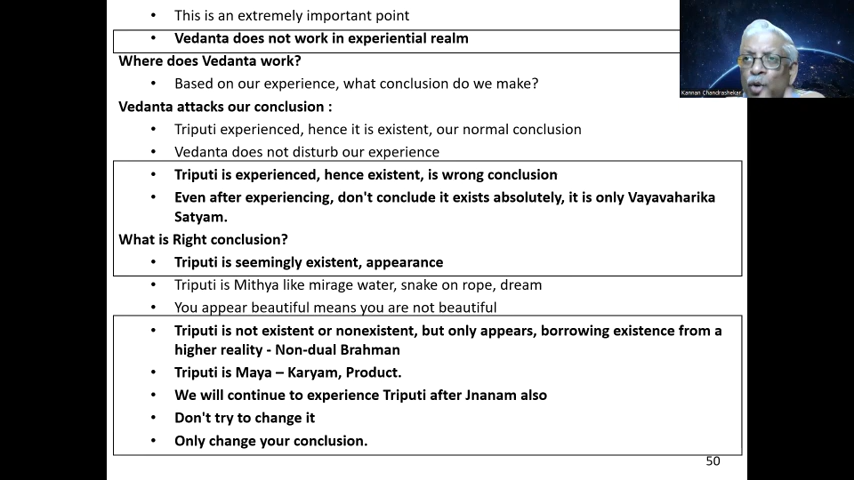 • This is an extremely important point
• Vedanta does not work in experiential realm
Where does Vedanta work?
• Based on our experience, what conclusion do we make?
Vedanta attacks our conclusion :
• Triputi experienced, hence it is existent, our normal conclusion
• Vedanta does not disturb our experience
• Triputi is experienced, hence existent, is wrong conclusion
• Even after experiencing, don't conclude it exists absolutely, it is only Vayavaharika
Satyam.
What is Right conclusion?
• Triputi is seemingly existent, appearance
• Triputi is Mithya like mirage water, snake on rope, dream
• You appear beautiful means you are not beautiful
• Triputi is not existent or nonexistent, but only appears, borrowing existence from a
higher reality - Non-dual Brahman
• Triputi is Maya – Karyam, Product.
• We will continue to experience Triputi after Jnanam also
• Don't try to change it
• Only change your conclusion.
50
Kannan Chandrashekar